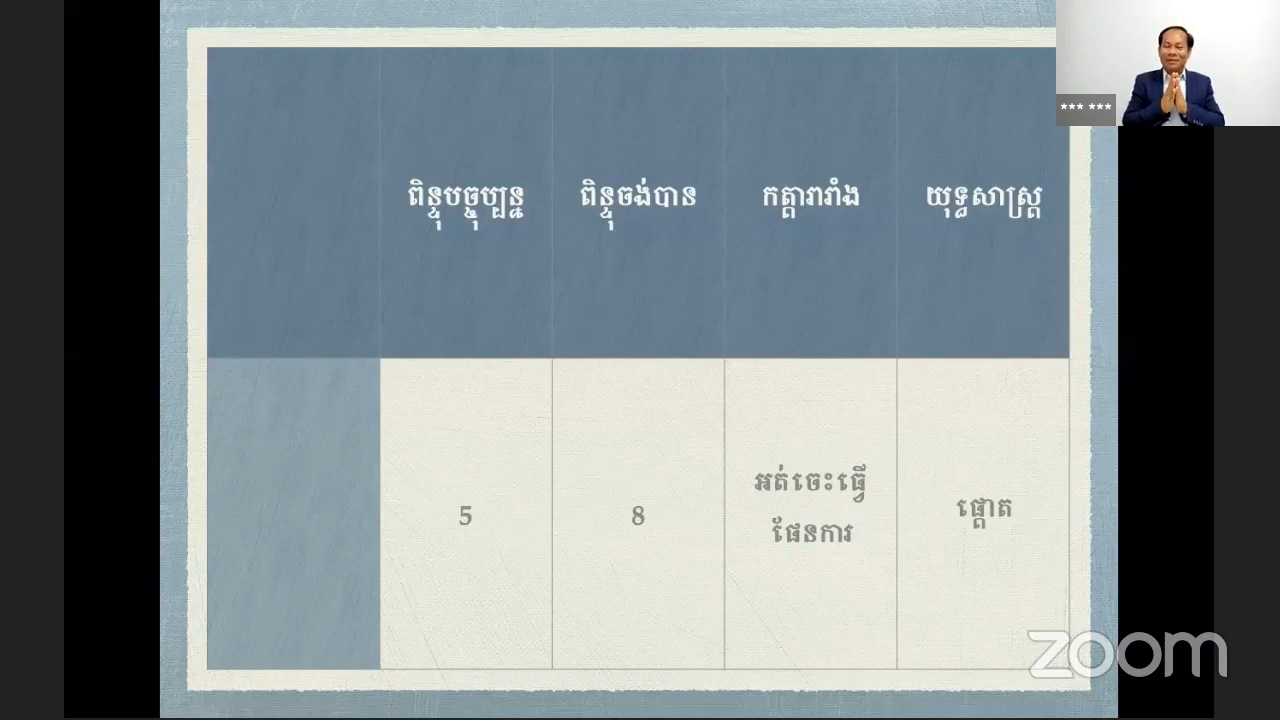 *** ***
ពិន្ទុបច្ចុប្បន្ន
ពិន្ទុចង់បាន
កត្តារារាំង
យុទ្ធសាស្ត្រ
5
8
អត់ចេះធ្វើ
ផែនការ
ផ្តោត
zoom